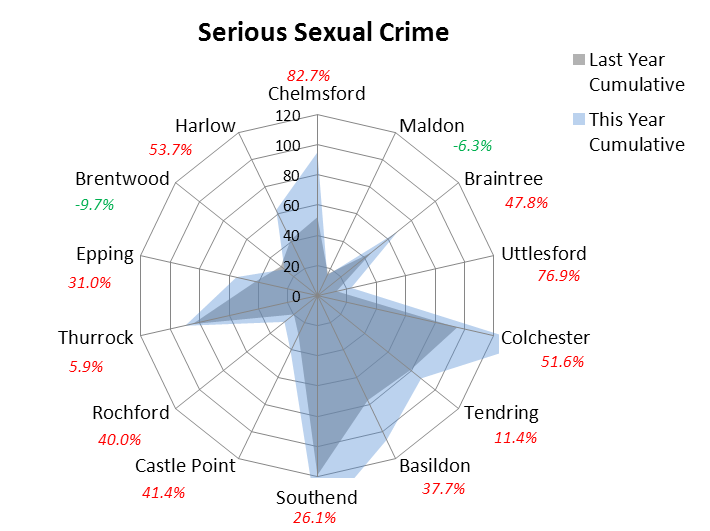 Serious Sexual Crime
Last Year
Cumulative
This Year
Cumulative
82.7%
Chelmsford
Maldon
-6.3%
Braintree
47.8%
Uttlesford
76.9%
Colchester
51.6%
Tendring
11.4%
Basildon
37.7%
Southend
26.1%
Castle Point
41.4%
Rochford
40.0%
Thurrock
5.9%
Epping
31.0%
Brentwood
-9.7%
Harlow
53.7%
120
100
80
60
40
20
0